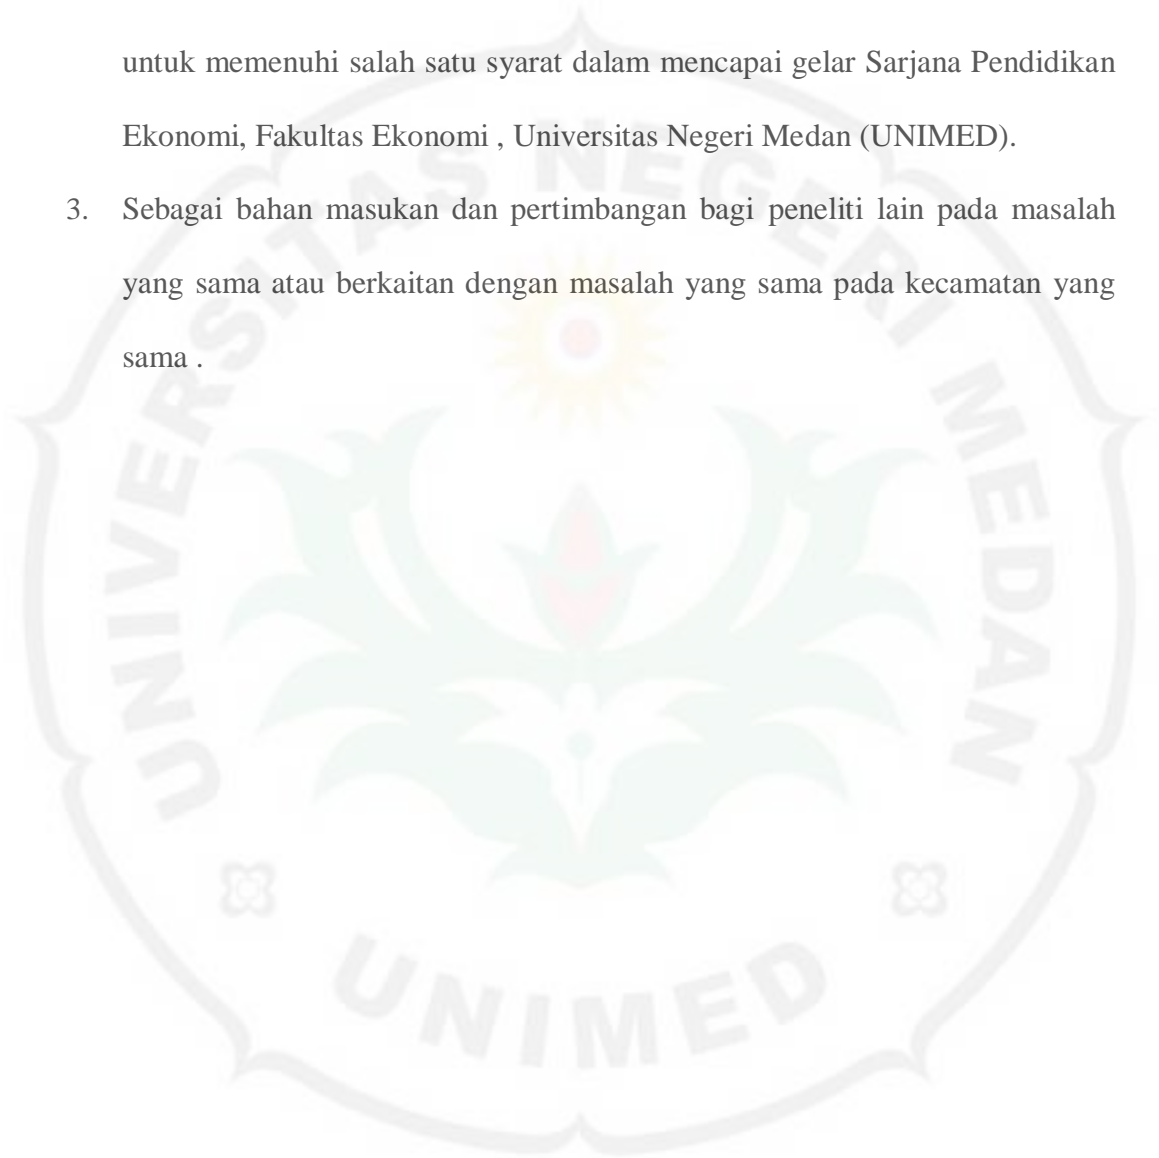 untuk memenuhi salah satu syarat dalam mencapai gelar Sarjana Pendidikan
Ekonomi, Fakultas Ekonomi , Universitas Negeri Medan (UNIMED).
3. Sebagai bahan masukan dan pertimbangan bagi peneliti lain pada masalah
yang sama atau berkaitan dengan masalah yang sama pada kecamatan yang
sama .
UNIVERSITAS NEGERI MEDAN
UNIMED